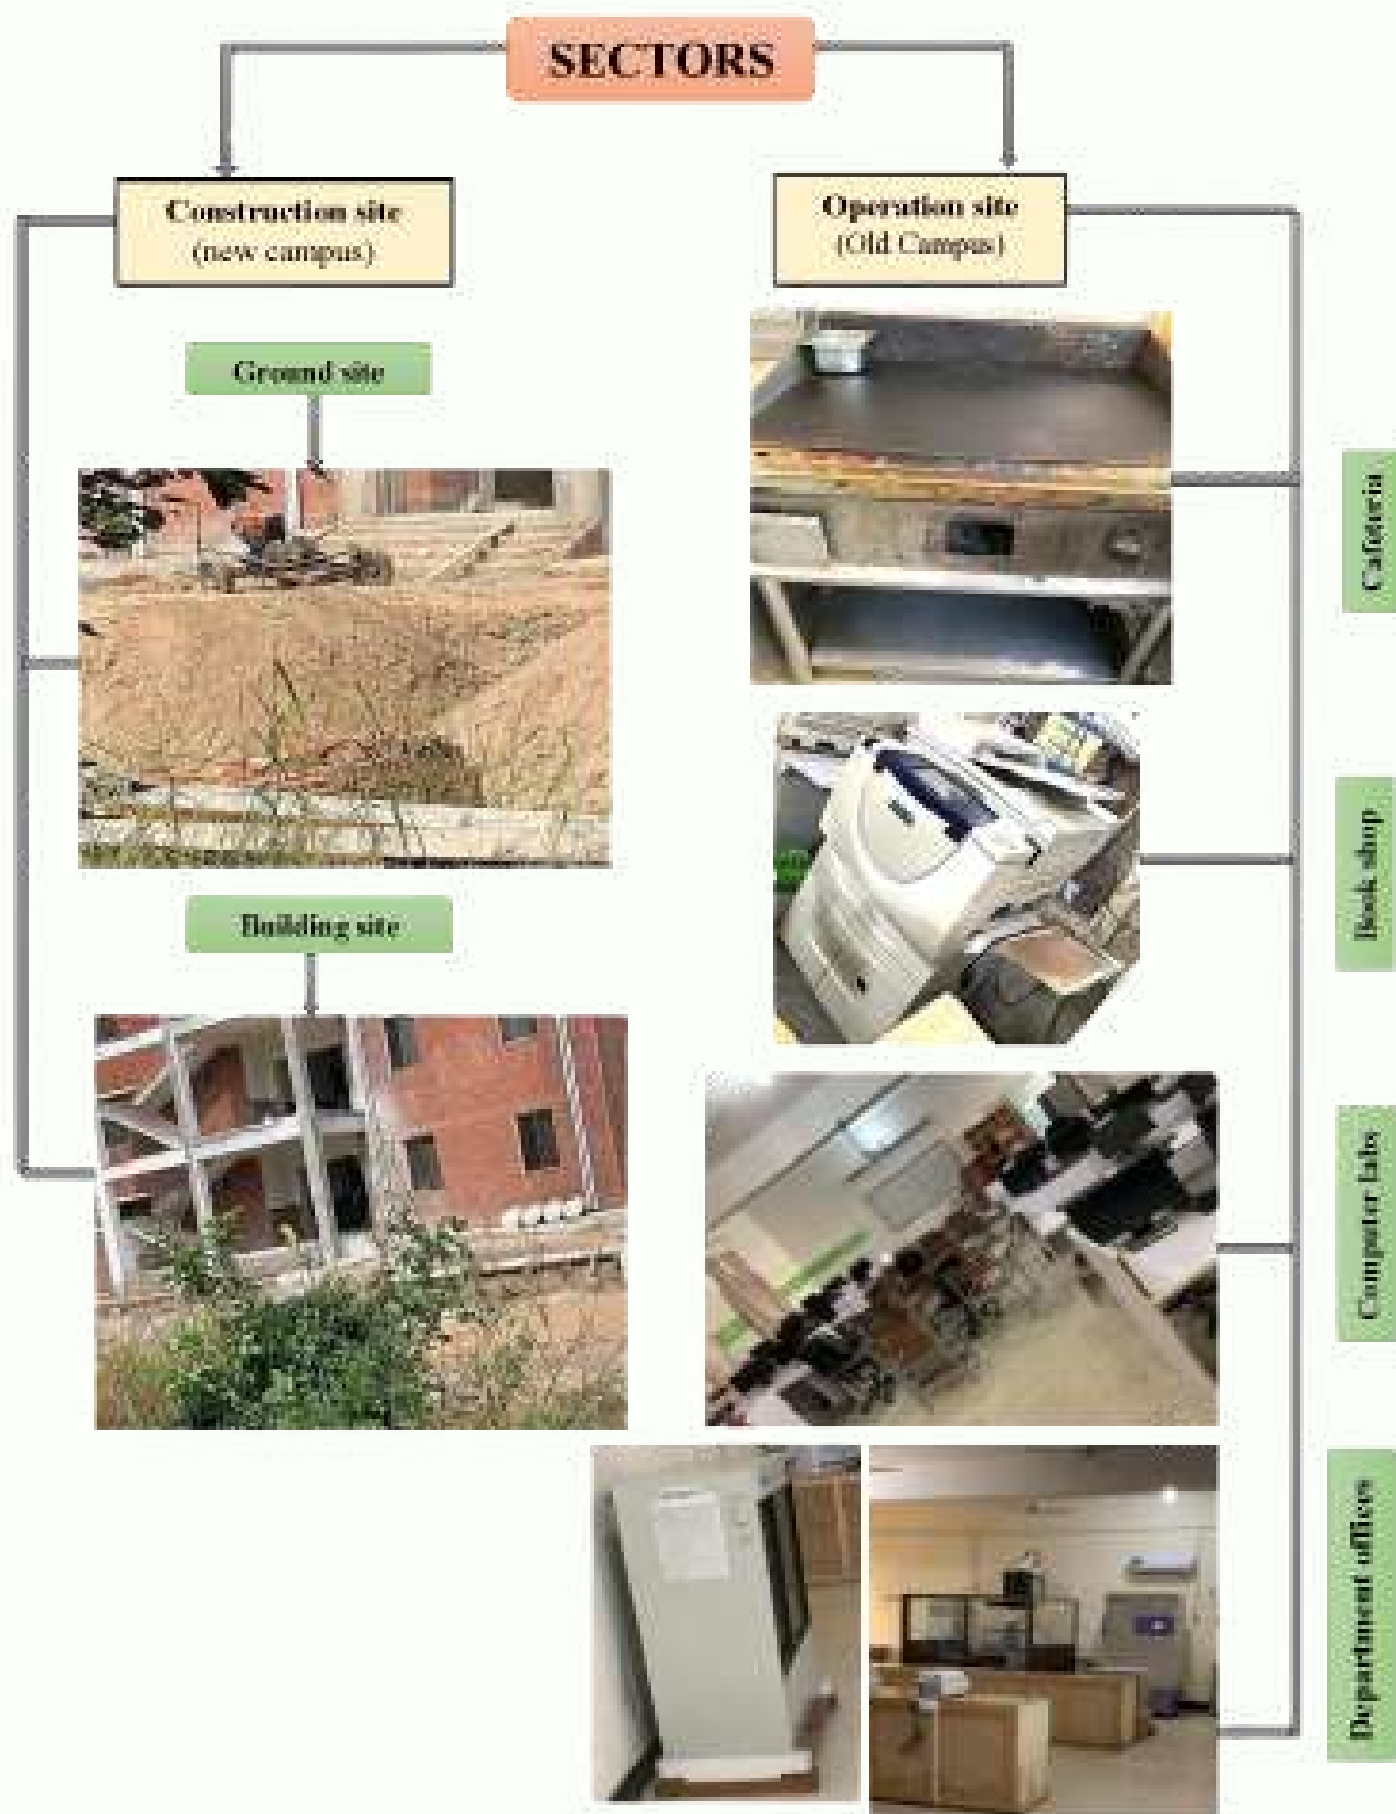 SECTORS
Construction site
(new campus)
Operation site
(Old Campus)
Ground site
Building site
Cafeteria
Book shop
Computer labs
Department offices